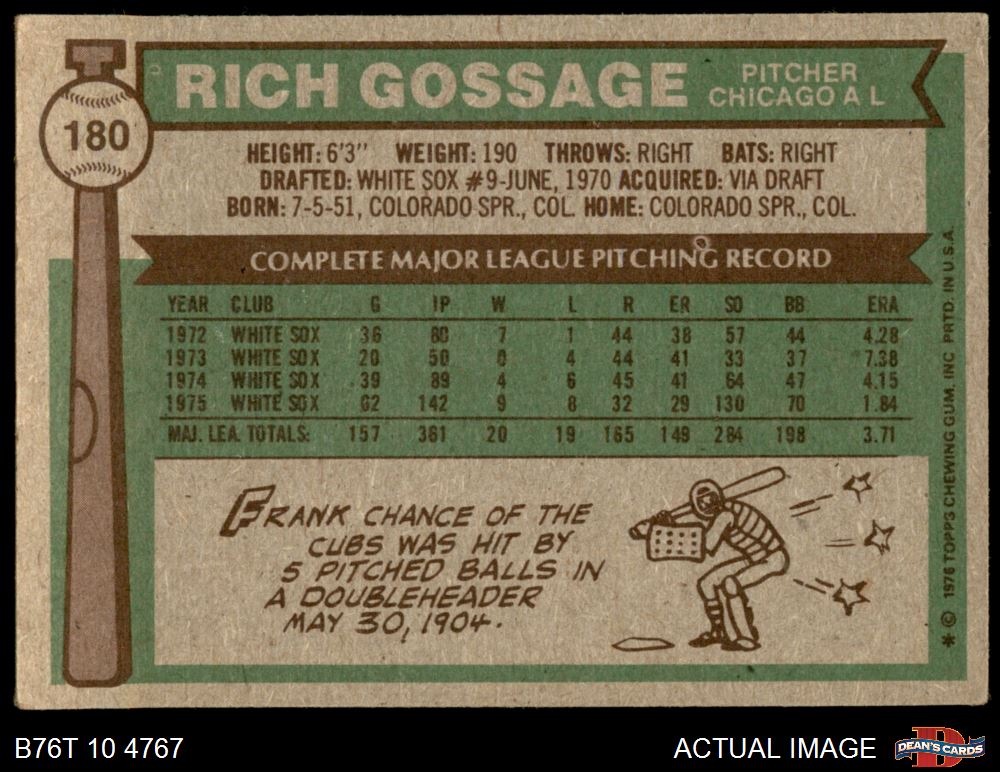 180
RICH GOSSAGE
PITCHER
CHICAGO A L
HEIGHT: 6'3" WEIGHT: 190 THROWS: RIGHT BATS: RIGHT
DRAFTED: WHITE SOX #9-JUNE, 1970 ACQUIRED: VIA DRAFT
BORN: 7-5-51, COLORADO SPR., COL. HOME: COLORADO SPR., COL.
COMPLETE MAJOR LEAGUE PITCHING RECORD
YEAR CLUB G IP W L R ER SO BB ERA
1972 WHITE SOX 36 80 7 1 44 38 57 44 4.28
1973 WHITE SOX 20 50 0 4 44 41 33 37 7.38
1974 WHITE SOX 39 89 4 6 45 41 64 47 4.15
1975 WHITE SOX 62 142 9 8 32 29 130 70 1.84
MAJ. LEA. TOTALS: 157 361 20 19 165 149 284 198 3.71
FRANK CHANCE OF THE
CUBS WAS HIT BY
5 PITCHED BALLS IN
A DOUBLEHEADER
MAY 30, 1904.
* © 1976 TOPPS CHEWING GUM, INC PRTD. IN U.S.A.
B76T 10 4767
ACTUAL IMAGE
D
DEAN'S CARDS